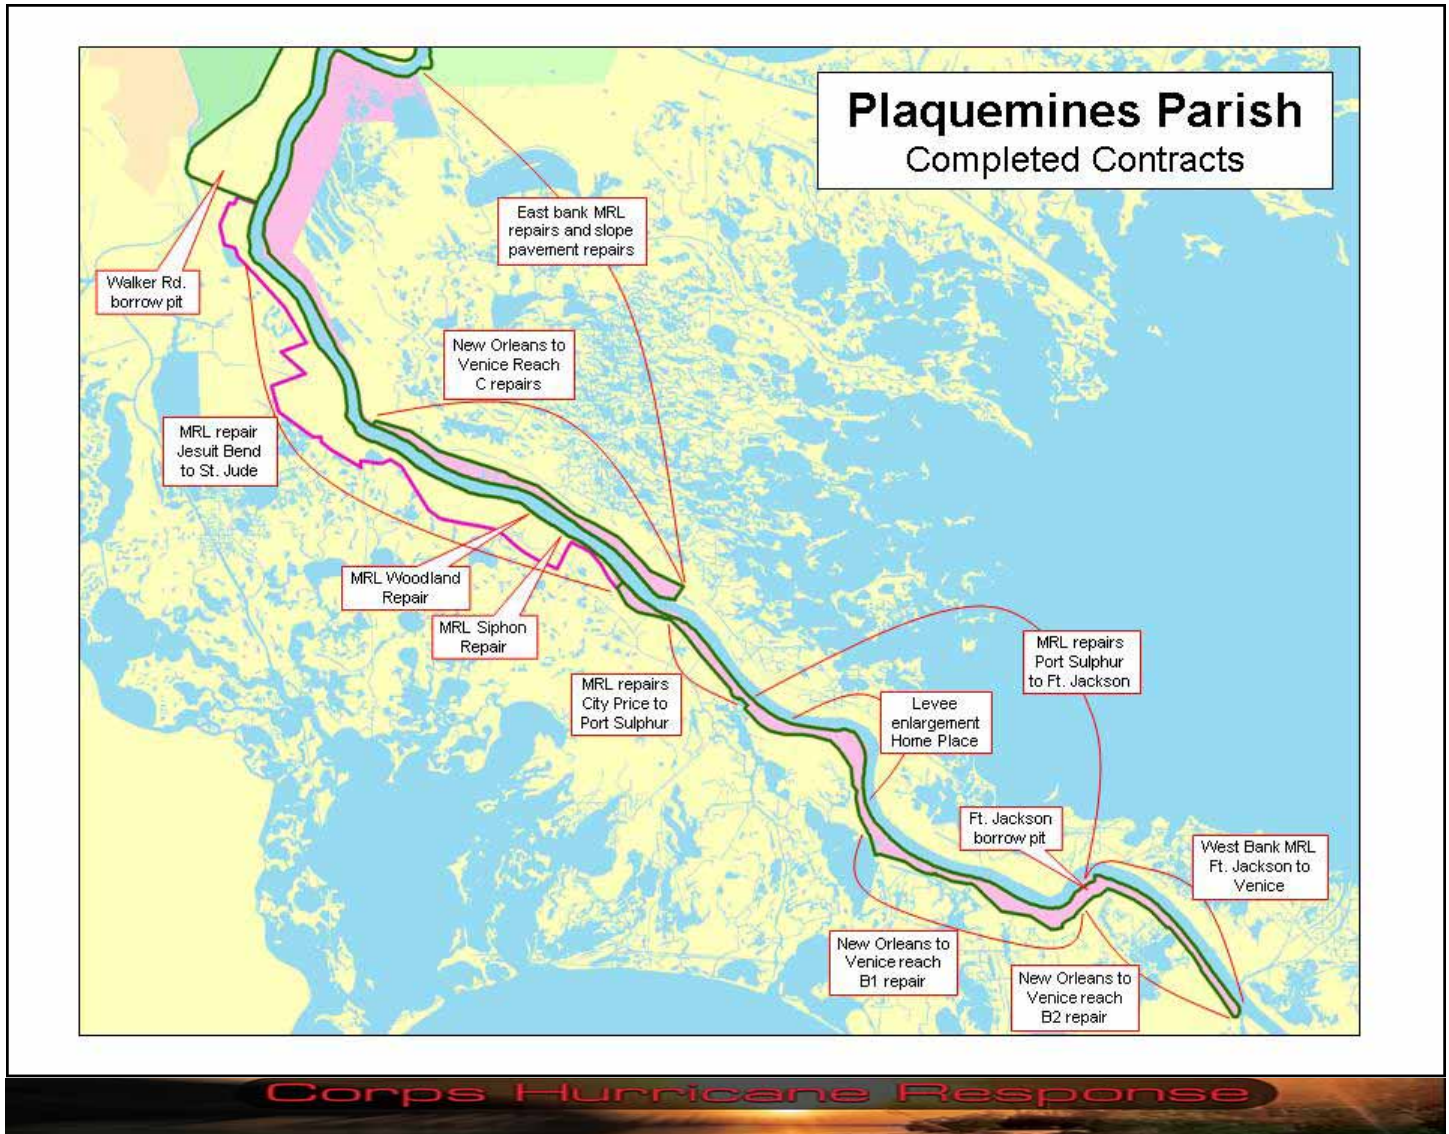 Plaquemines Parish
Completed Contracts
East bank MRL
repairs and slope
pavement repairs
Walker Rd.
borrow pit
New Orleans to
Venice Reach
C repairs
MRL repair
Jesuit Bend
to St. Jude
MRL Woodland
Repair
MRL Siphon
Repair
MRL repairs
City Price to
Port Sulphur
MRL repairs
Port Sulphur
to Ft. Jackson
Levee
enlargement
Home Place
Ft. Jackson
borrow pit
West Bank MRL
Ft. Jackson to
Venice
New Orleans to
Venice reach
B1 repair
New Orleans to
Venice reach
B2 repair
Corps Hurricane Response